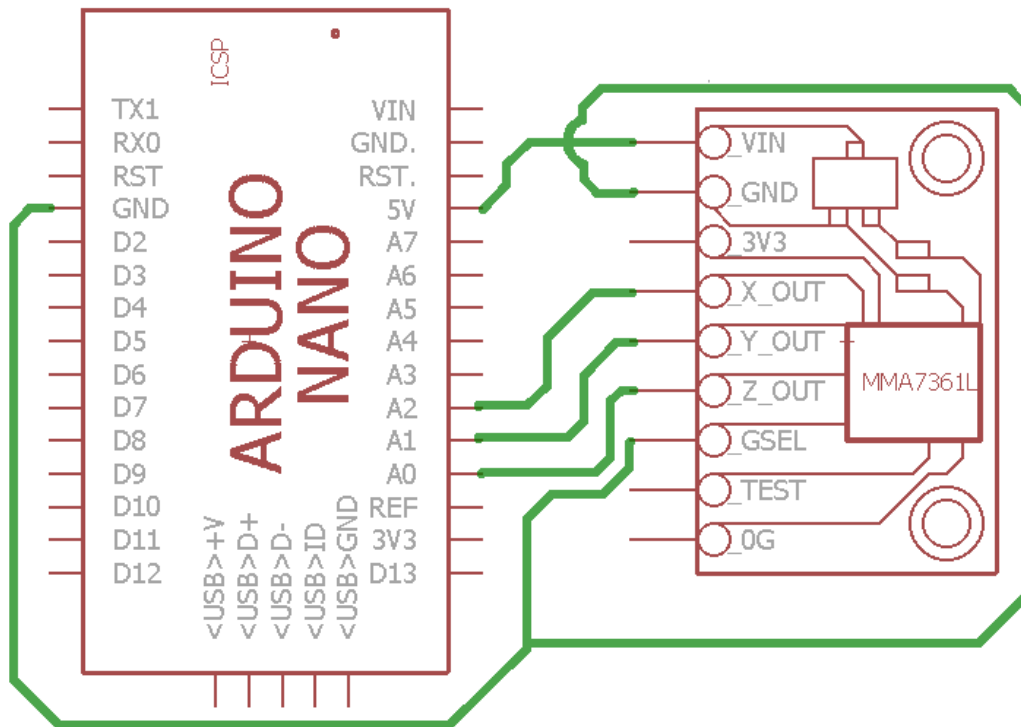 ICSP
TX1
RX0
RST
GND
D2
D3
D4
D5
D6
D7
D8
D9
D10
D11
D12
ARDUINO
NANO
VIN
GND.
RST.
5V
A7
A6
A5
A4
A3
A2
A1
A0
REF
3V3
D13
<USB>+V
<USB>D+
<USB>D-
<USB>ID
<USB>GND
_VIN
_GND
_3V3
_X_OUT
_Y_OUT
_Z_OUT
_GSEL
_TEST
_0G
MMA7361L